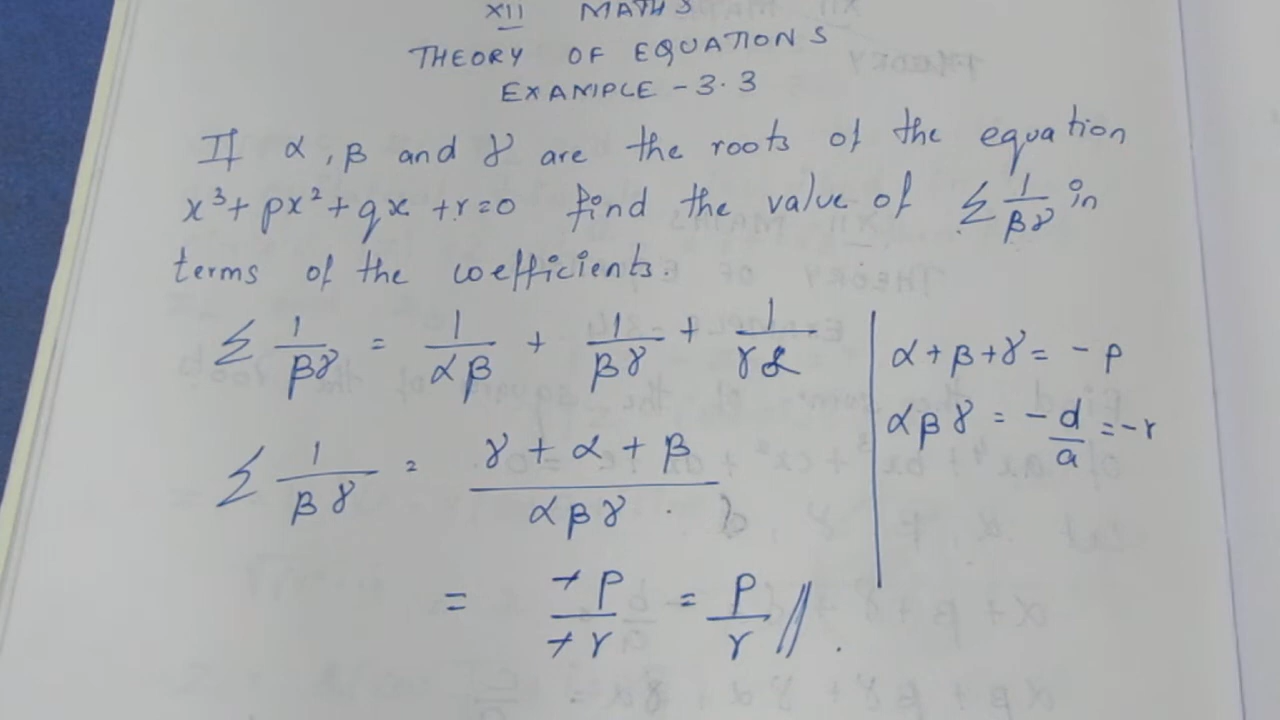 XII MATHS
THEORY OF EQUATIONS
EXAMPLE - 3.3
If α, β and γ are the roots of the equation
x³ + px² + qx + r = 0 find the value of Σ 1/βγ in
terms of the coefficients.
Σ 1/βγ = 1/αβ + 1/βγ + 1/γα
α + β + γ = - p
αβγ = - d/a = - r
Σ 1/βγ = γ + α + β / αβγ
= -p / -r = p/r //.